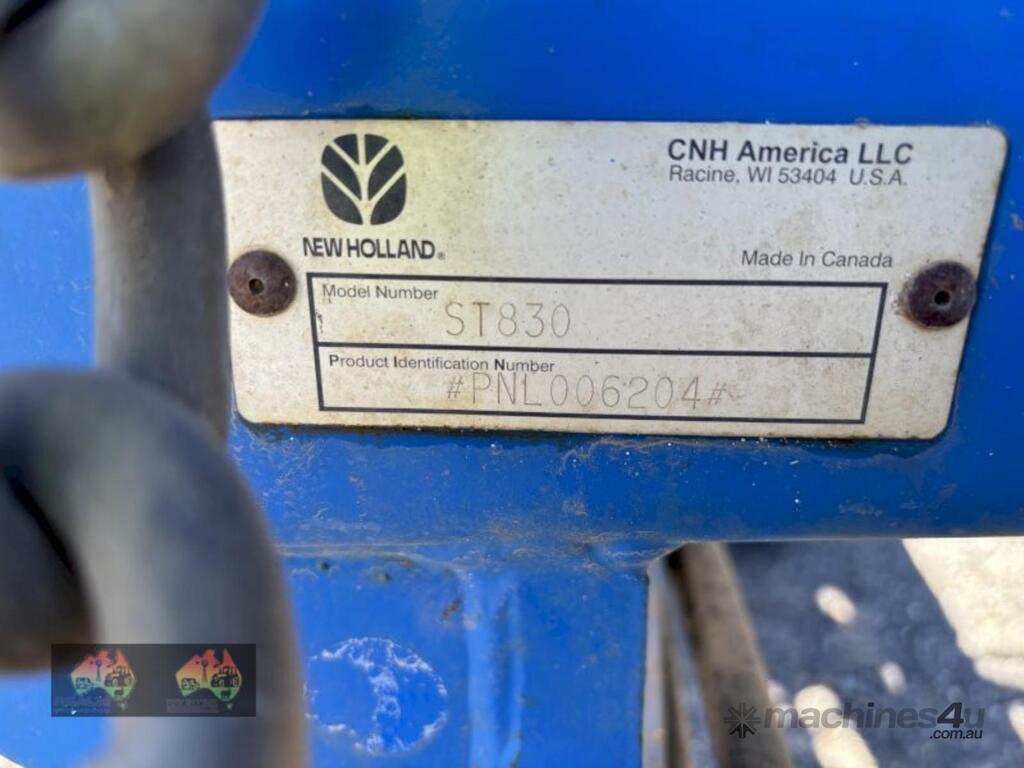 CNH America LLC
Racine, WI 53404 U.S.A.
NEW HOLLAND®
Made In Canada
Model Number
ST830
Product Identification Number
#PNL006204#
machines4u
.com.au